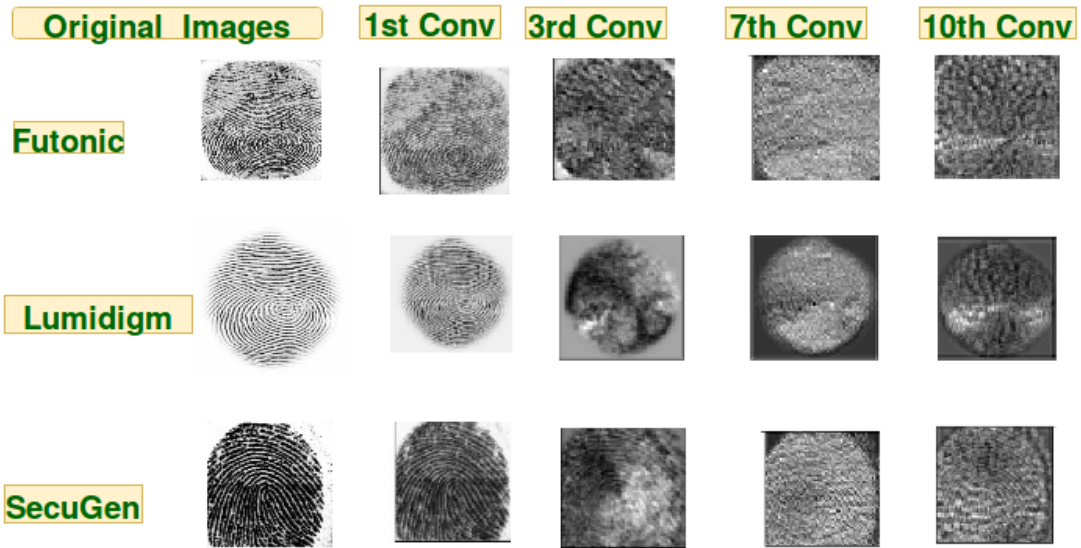 Original Images 1st Conv 3rd Conv 7th Conv 10th Conv
Futonic
Lumidigm
SecuGen